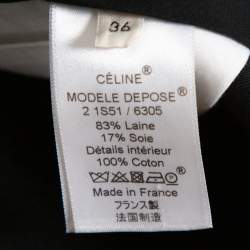 36
CÉLINE®
MODELE DEPOSE®
2 1S51 / 6305
83% Laine
17% Soie
Détails intérieur
100% Coton
Made in France
フランス製
法国制造